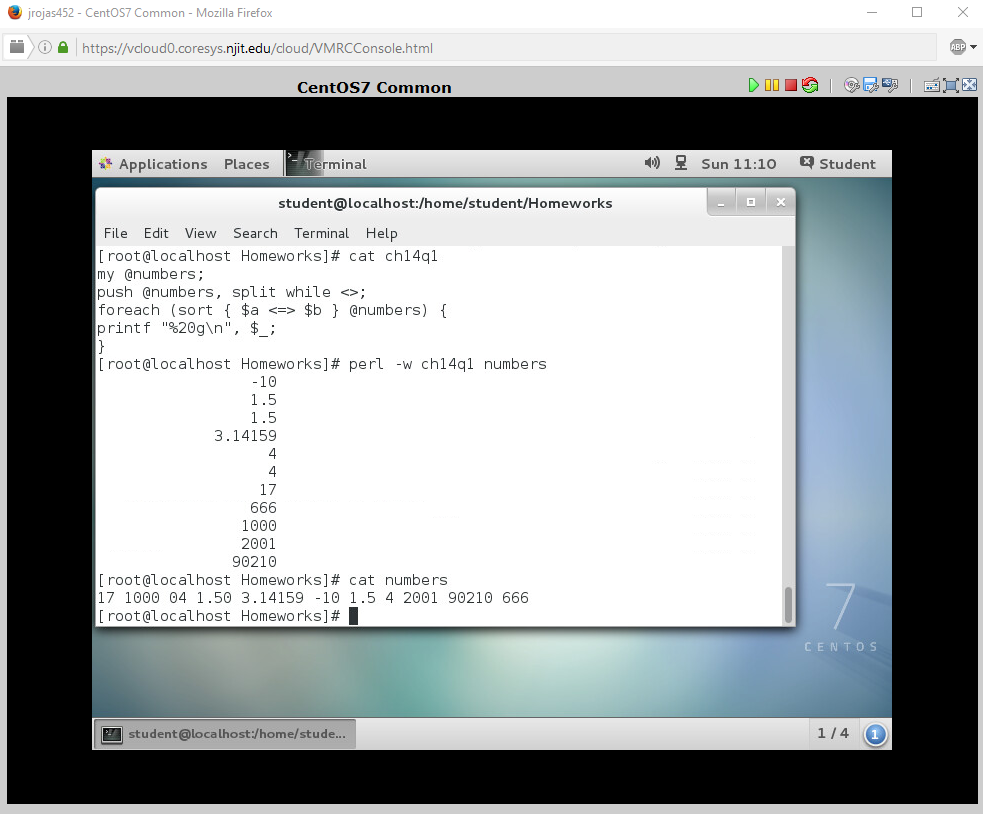 jrojas452 - CentOS7 Common - Mozilla Firefox
https://vcloud0.coresys.njit.edu/cloud/VMRCConsole.html
ABP
CentOS7 Common
Applications Places Terminal Sun 11:10 Student
student@localhost:/home/student/Homeworks
File Edit View Search Terminal Help
[root@localhost Homeworks]# cat ch14q1
my @numbers;
push @numbers, split while <>;
foreach (sort { $a <=> $b } @numbers) {
printf "%20g\n", $_;
}
[root@localhost Homeworks]# perl -w ch14q1 numbers
-10
1.5
1.5
3.14159
4
4
17
666
1000
2001
90210
[root@localhost Homeworks]# cat numbers
17 1000 04 1.50 3.14159 -10 1.5 4 2001 90210 666
[root@localhost Homeworks]#
7
CENTOS
student@localhost:/home/stude...
1 / 4
1